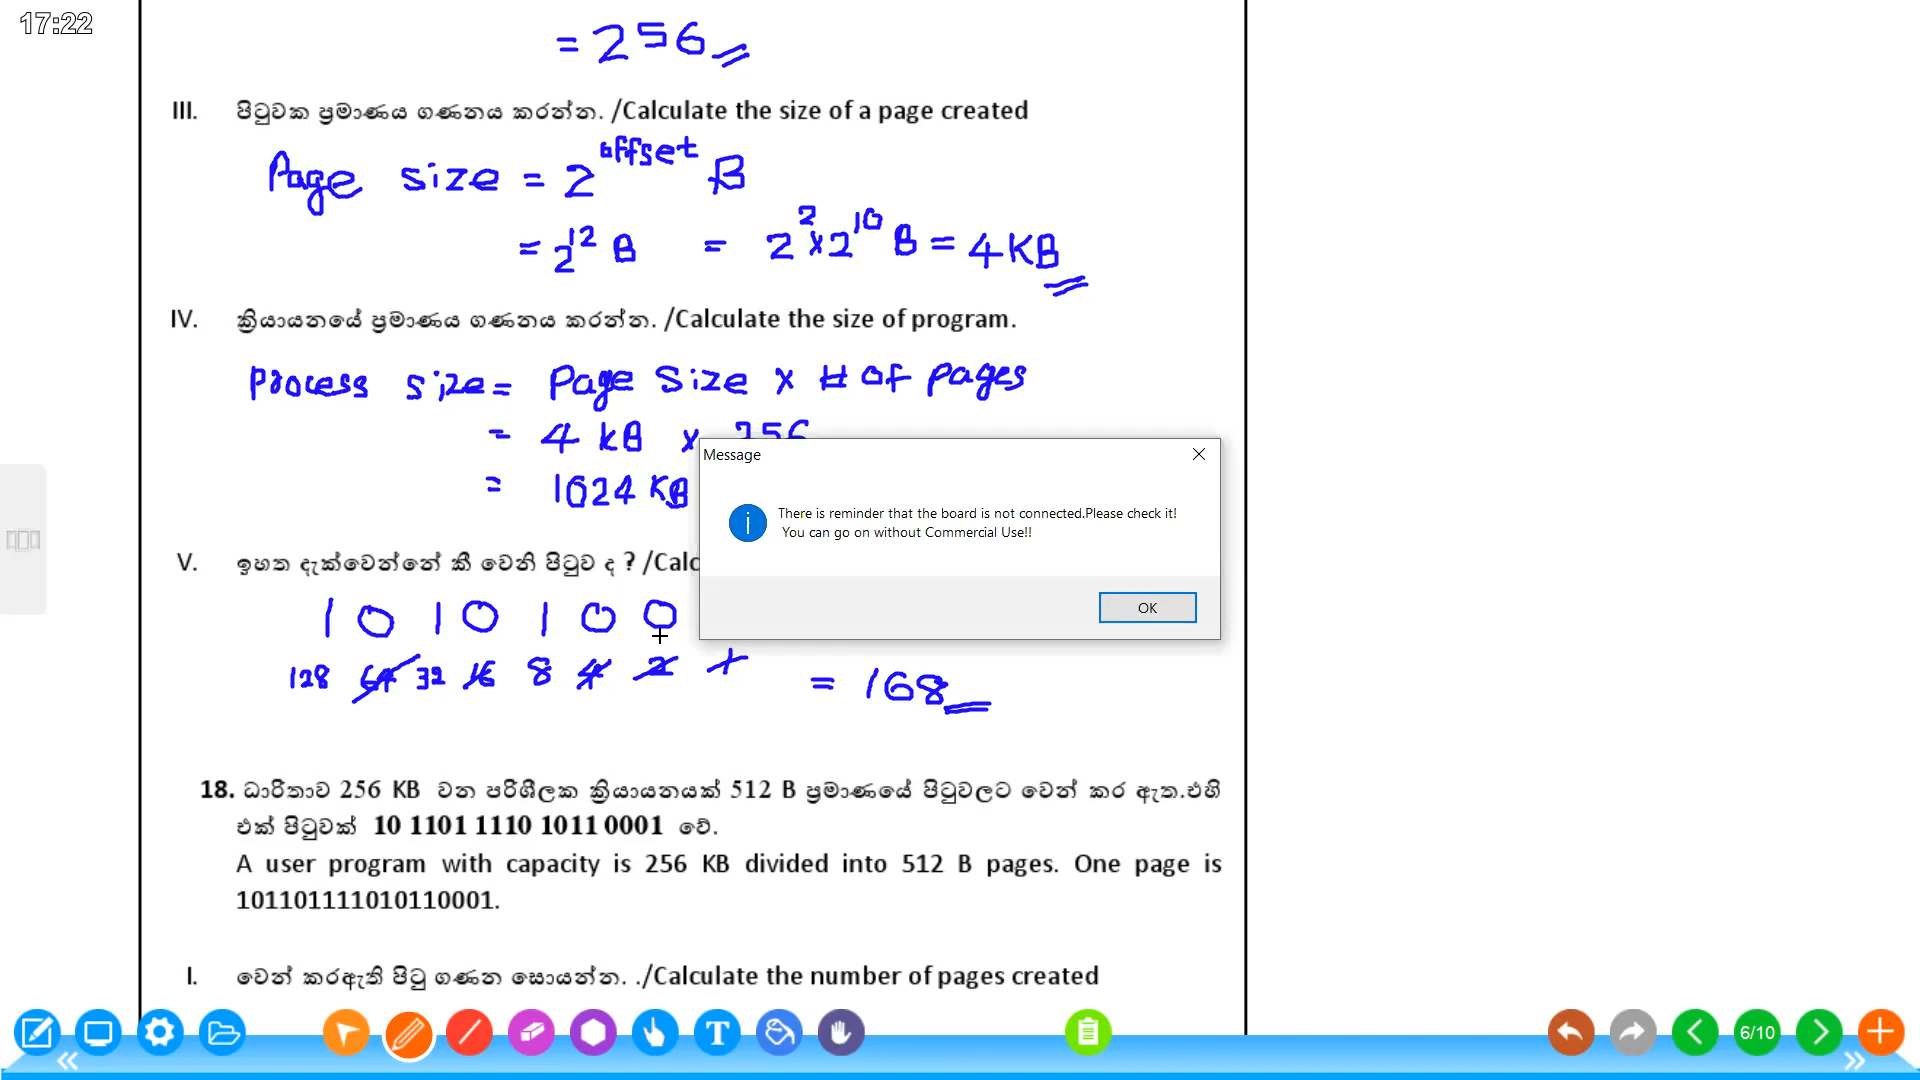 17:22
= 256
III. පිටුවක ප්‍රමාණය ගණනය කරන්න. /Calculate the size of a page created
Page size = 2^offset B
= 2^12 B = 2^2 x 2^10 B = 4 KB
IV. ක්‍රියායනයේ ප්‍රමාණය ගණනය කරන්න. /Calculate the size of program.
Process size = Page Size x # of pages
= 4 KB x 256
= 1024 KB
Message
There is reminder that the board is not connected.Please check it!
You can go on without Commercial Use!!
OK
V. ඉහත දැක්වෙන්නේ කී වෙනි පිටුව ද ? /Calc
1 0 1 0 1 0 0
128 64 32 16 8 4 2 1 = 168
18. ධාරිතාව 256 KB වන පරිශීලක ක්‍රියායනයක් 512 B ප්‍රමාණයේ පිටුවලට වෙන් කර ඇත.එහි
එක් පිටුවක් 10 1101 1110 1011 0001 වේ.
A user program with capacity is 256 KB divided into 512 B pages. One page is
101101111010110001.
I. වෙන් කරඇති පිටු ගණන සොයන්න. ./Calculate the number of pages created
6/10